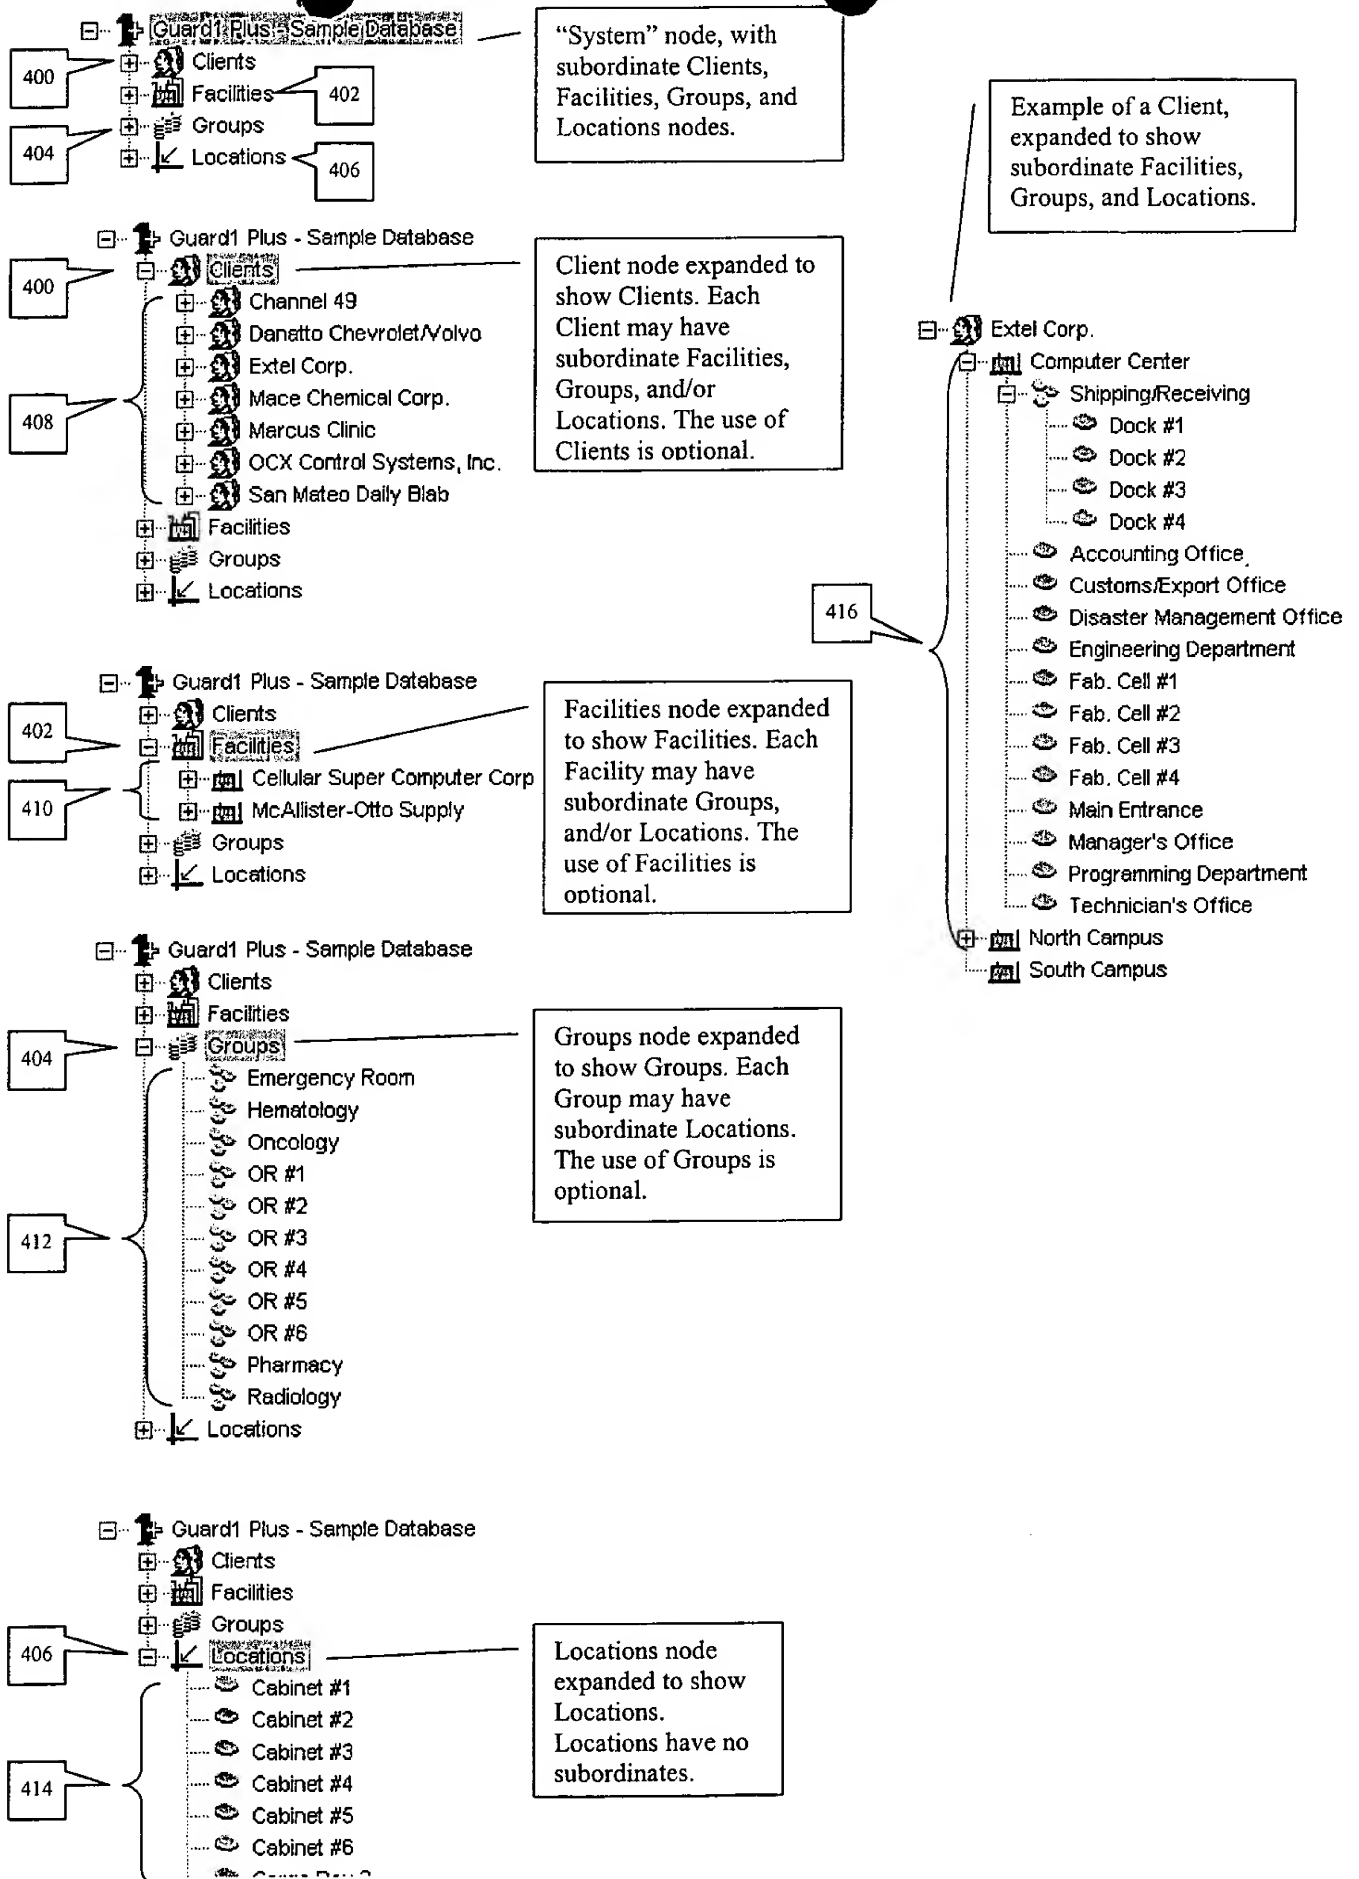 Guard1 Plus - Sample Database
Clients
Facilities
Groups
Locations
400
402
404
406
"System" node, with
subordinate Clients,
Facilities, Groups, and
Locations nodes.
Example of a Client,
expanded to show
subordinate Facilities,
Groups, and Locations.
Guard1 Plus - Sample Database
Clients
Channel 49
Danatto Chevrolet/Volvo
Extel Corp.
Mace Chemical Corp.
Marcus Clinic
OCX Control Systems, Inc.
San Mateo Daily Blab
Facilities
Groups
Locations
400
408
Client node expanded to
show Clients. Each
Client may have
subordinate Facilities,
Groups, and/or
Locations. The use of
Clients is optional.
Extel Corp.
Computer Center
Shipping/Receiving
Dock #1
Dock #2
Dock #3
Dock #4
Accounting Office
Customs/Export Office
Disaster Management Office
Engineering Department
Fab. Cell #1
Fab. Cell #2
Fab. Cell #3
Fab. Cell #4
Main Entrance
Manager's Office
Programming Department
Technician's Office
North Campus
South Campus
416
Guard1 Plus - Sample Database
Clients
Facilities
Cellular Super Computer Corp
McAllister-Otto Supply
Groups
Locations
402
410
Facilities node expanded
to show Facilities. Each
Facility may have
subordinate Groups,
and/or Locations. The
use of Facilities is
optional.
Guard1 Plus - Sample Database
Clients
Facilities
Groups
Emergency Room
Hematology
Oncology
OR #1
OR #2
OR #3
OR #4
OR #5
OR #6
Pharmacy
Radiology
Locations
404
412
Groups node expanded
to show Groups. Each
Group may have
subordinate Locations.
The use of Groups is
optional.
Guard1 Plus - Sample Database
Clients
Facilities
Groups
Locations
Cabinet #1
Cabinet #2
Cabinet #3
Cabinet #4
Cabinet #5
Cabinet #6
406
414
Locations node
expanded to show
Locations.
Locations have no
subordinates.